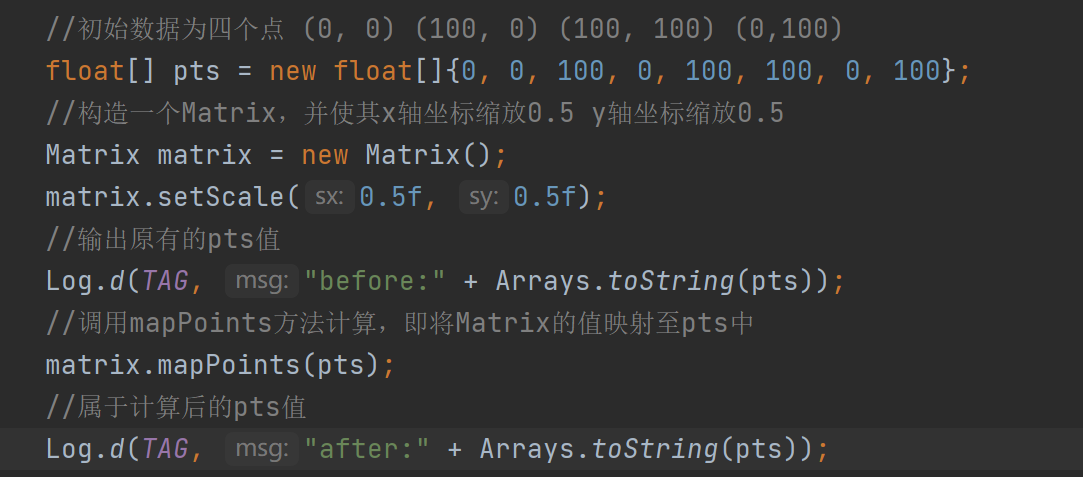 //初始数据为四个点 (0, 0) (100, 0) (100, 100) (0,100)
float[] pts = new float[]{0, 0, 100, 0, 100, 100, 0, 100};
//构造一个Matrix，并使其x轴坐标缩放0.5 y轴坐标缩放0.5
Matrix matrix = new Matrix();
matrix.setScale( sx: 0.5f, sy: 0.5f);
//输出原有的pts值
Log.d(TAG, msg: "before:" + Arrays.toString(pts));
//调用mapPoints方法计算，即将Matrix的值映射至pts中
matrix.mapPoints(pts);
//属于计算后的pts值
Log.d(TAG, msg: "after:" + Arrays.toString(pts));